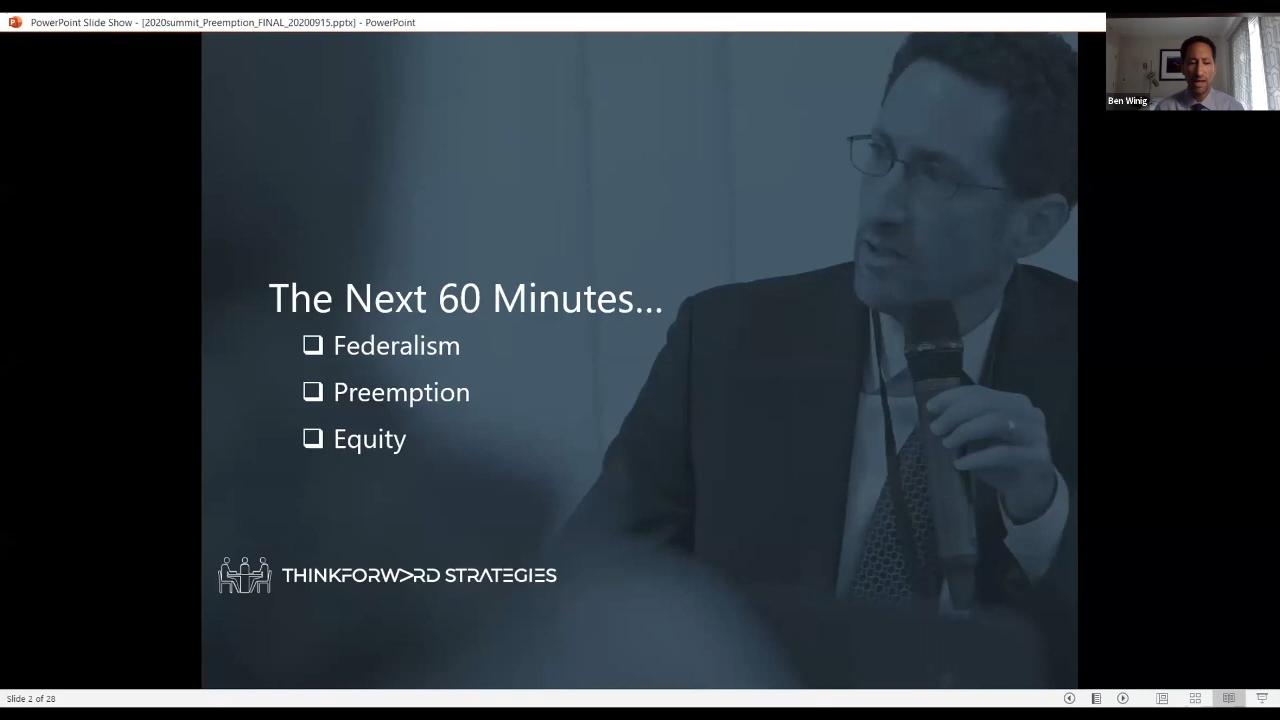 PowerPoint Slide Show - [2020summit_Preemption_FINAL_20200915.pptx] - PowerPoint
Ben Winig
The Next 60 Minutes...
Federalism
Preemption
Equity
THINKFORWARD STRATEGIES
Slide 2 of 28